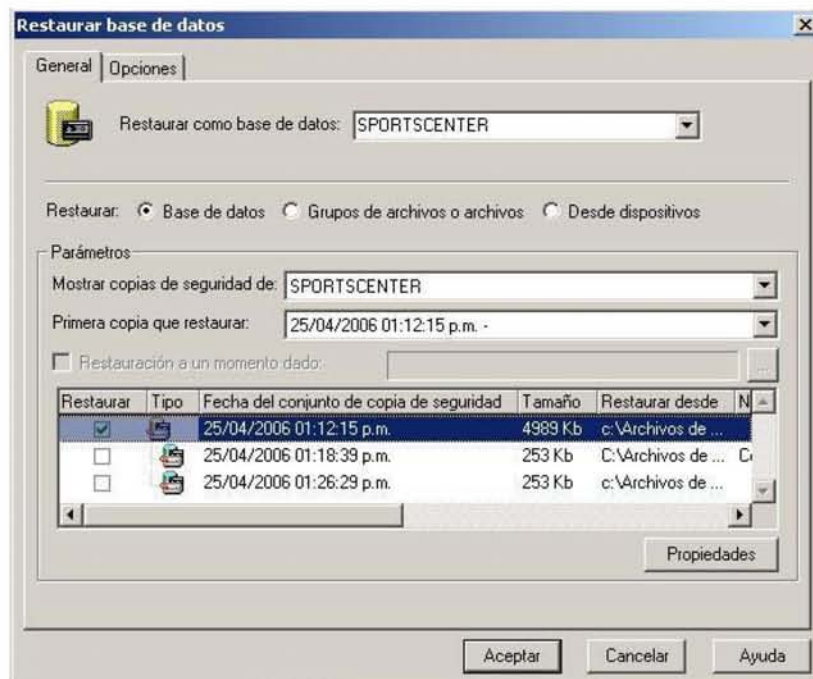 Restaurar base de datos
General Opciones
Restaurar como base de datos: SPORTSCENTER
Restaurar: Base de datos Grupos de archivos o archivos Desde dispositivos
Parámetros
Mostrar copias de seguridad de: SPORTSCENTER
Primera copia que restaurar: 25/04/2006 01:12:15 p.m. -
Restauración a un momento dado: ...
Restaurar Tipo Fecha del conjunto de copia de seguridad Tamaño Restaurar desde N
25/04/2006 01:12:15 p.m. 4989 Kb c:\Archivos de ...
25/04/2006 01:18:39 p.m. 253 Kb C:\Archivos de ... Co
25/04/2006 01:26:29 p.m. 253 Kb c:\Archivos de ...
Propiedades
Aceptar Cancelar Ayuda